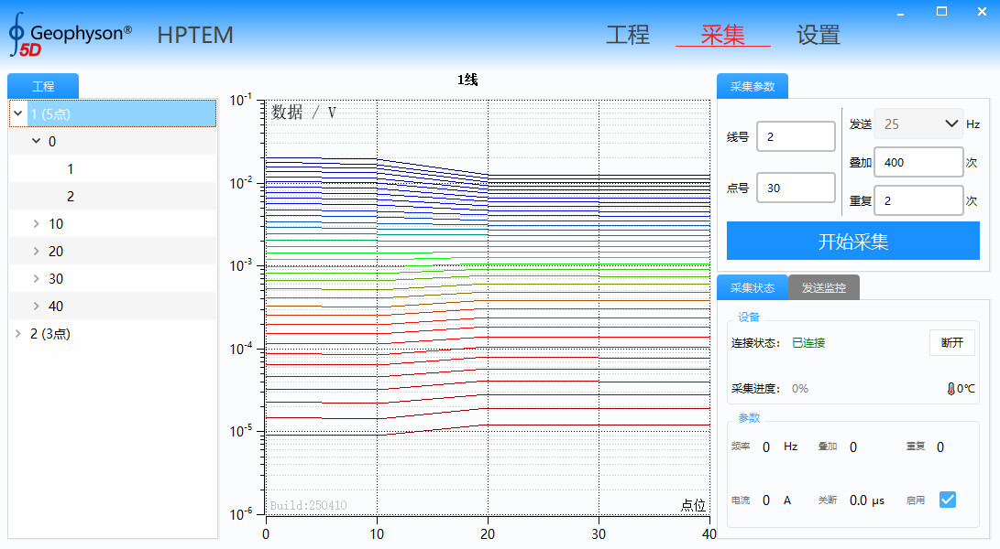 Geophyson®
5D
HPTEM
工程
采集
设置
工程
1 (5点)
0
1
2
10
20
30
40
2 (3点)
1线
数据 / V
10-1
10-2
10-3
10-4
10-5
10-6
Build:250410
点位
0 10 20 30 40
采集参数
线号 2
点号 30
发送 25 Hz
叠加 400 次
重复 2 次
开始采集
采集状态 发送监控
设备
连接状态： 已连接 断开
采集进度： 0% 0℃
参数
频率 0 Hz 叠加 0 重复 0
电流 0 A 关断 0.0 μs 启用